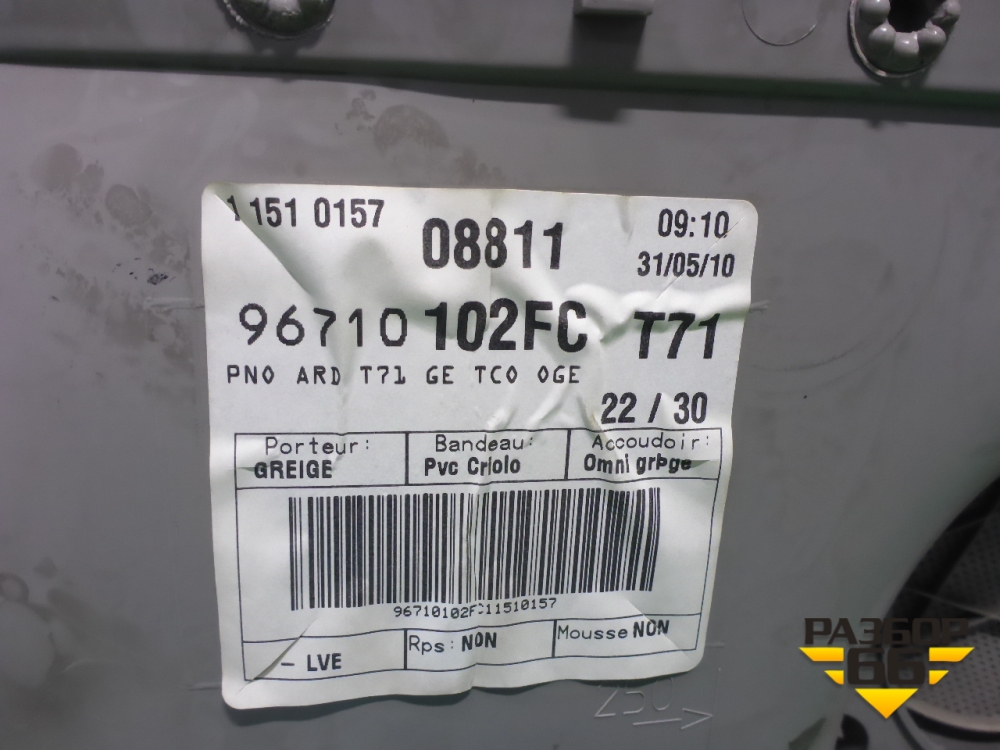 1 151 0157
08811
09:10
31/05/10
96710 102FC T71
PNO ARD T71 GE TCO OGE
22 / 30
Porteur:
GREIGE
Bandeau:
Pvc Criolo
Accoudoir:
Omni
96710102FC11510157
- LVE
Rps: NON
Mousse NON
250
РАЗБОР
66